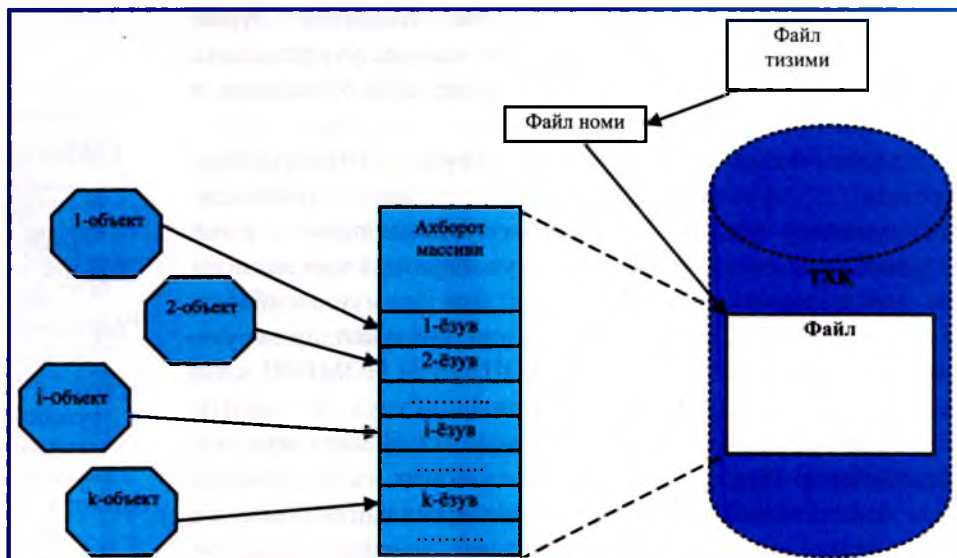 Файл
тизими
Файл номи
1-объект
2-объект
i-объект
k-объект
Ахборот
массиви
1-ёзув
2-ёзув
..............
i-ёзув
.........
k-ёзув
.........
ТХҚ
Файл